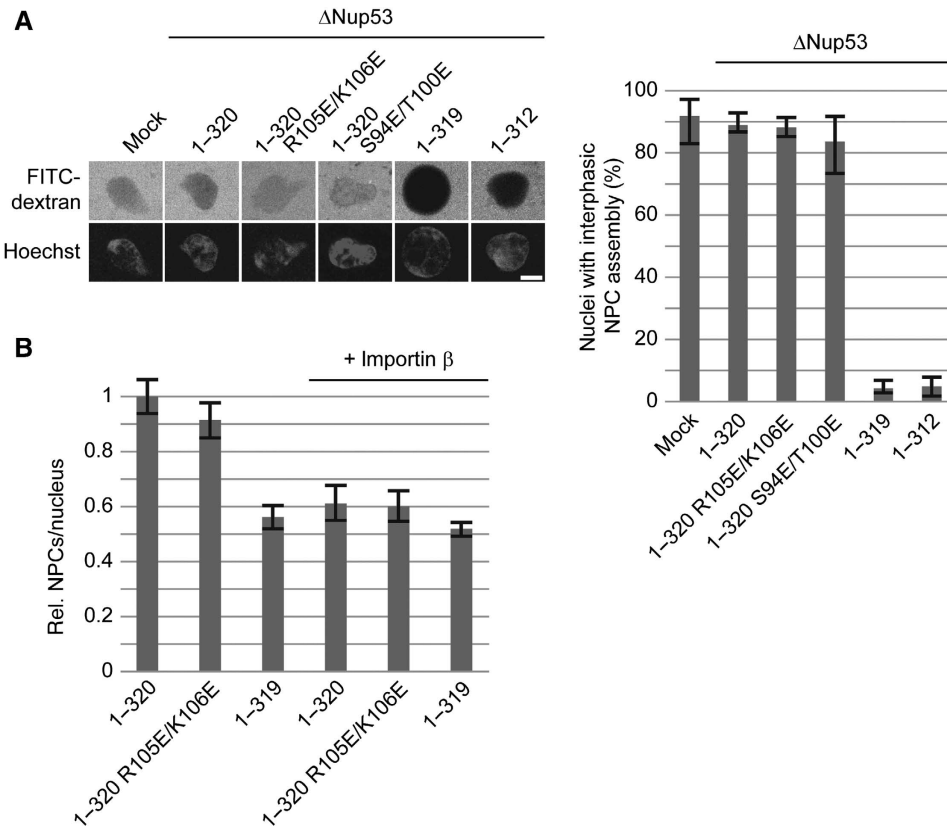 A
ΔNup53
Mock
1–320
1–320
R105E/K106E
1–320
S94E/T100E
1–319
1–312
FITC-
dextran
Hoechst
ΔNup53
Nuclei with interphasic
NPC assembly (%)
100
80
60
40
20
0
Mock
1–320
1–320 R105E/K106E
1–320 S94E/T100E
1–319
1–312
B
+ Importin β
Rel. NPCs/nucleus
1
0.8
0.6
0.4
0.2
0
1–320
1–320 R105E/K106E
1–319
1–320
1–320 R105E/K106E
1–319